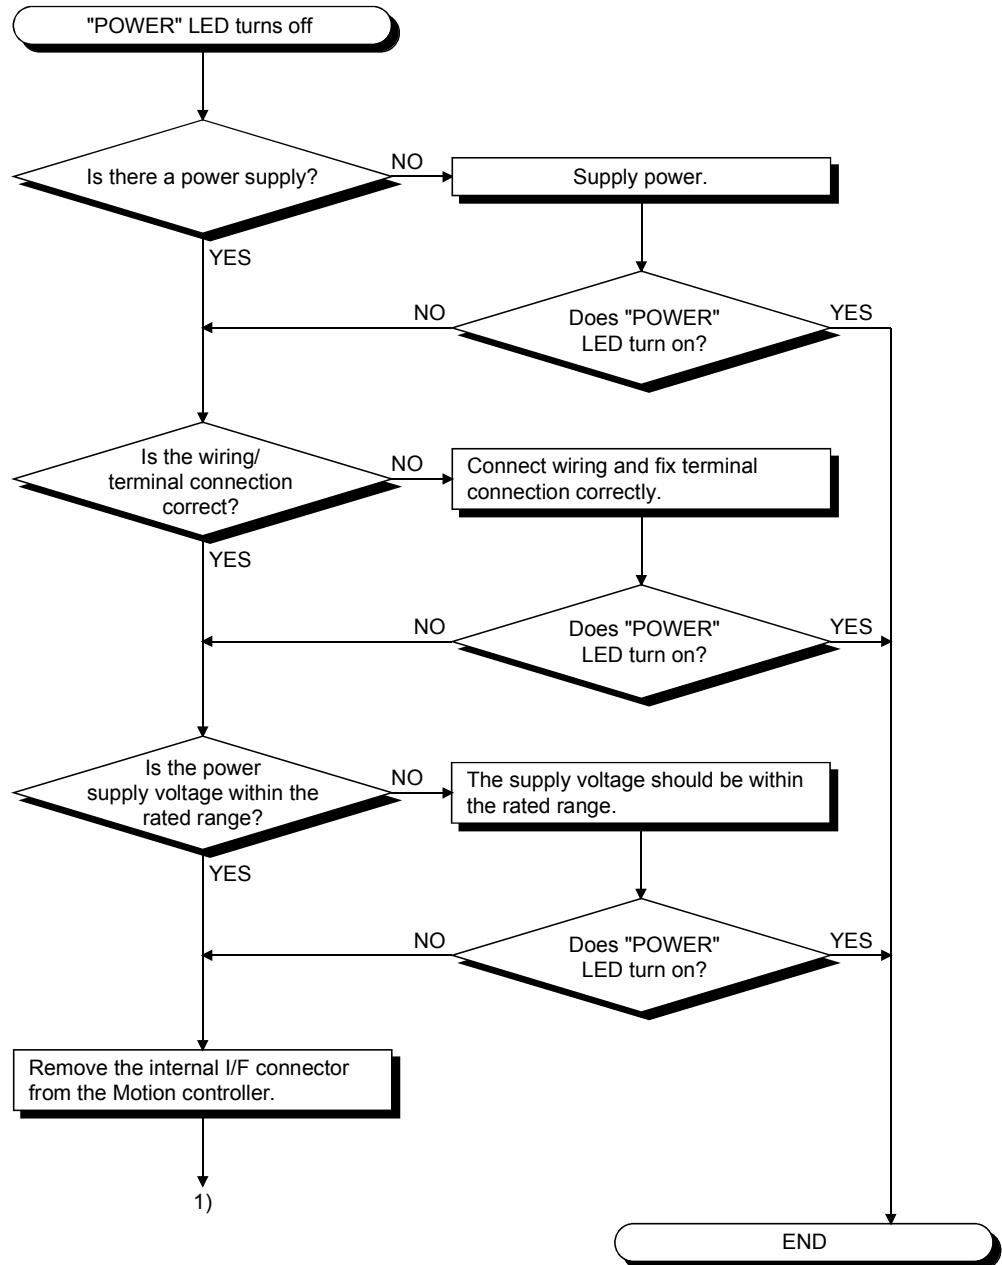 "POWER" LED turns off
Is there a power supply?
NO
Supply power.
YES
NO
Does "POWER"
LED turn on?
YES
Is the wiring/
terminal connection
correct?
NO
Connect wiring and fix terminal
connection correctly.
YES
NO
Does "POWER"
LED turn on?
YES
Is the power
supply voltage within the
rated range?
NO
The supply voltage should be within
the rated range.
YES
NO
Does "POWER"
LED turn on?
YES
Remove the internal I/F connector
from the Motion controller.
1)
END